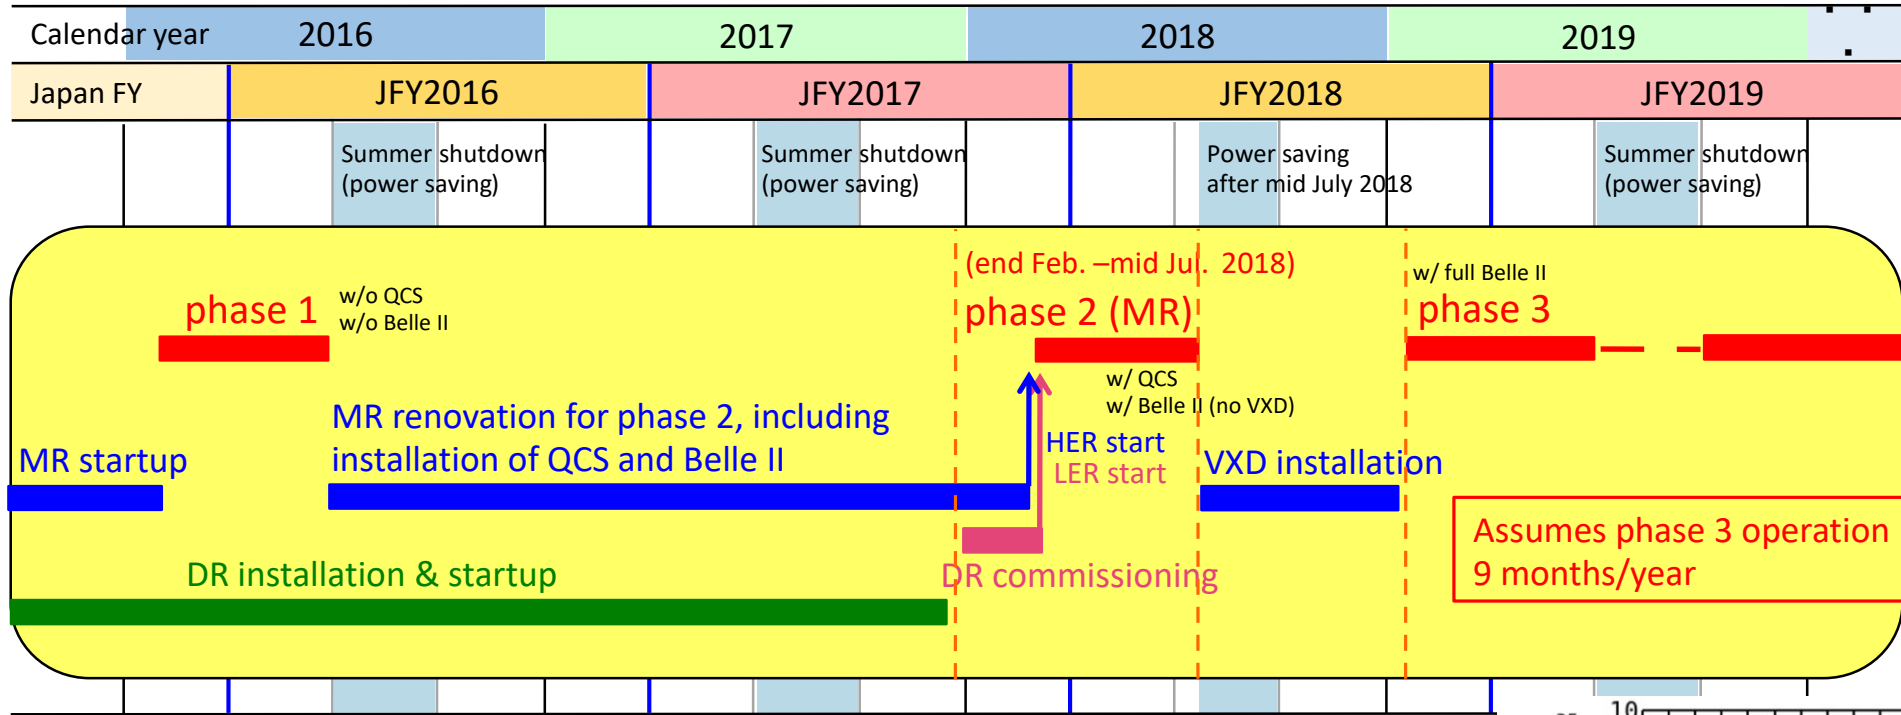 Calendar year 2016 2017 2018 2019
Japan FY JFY2016 JFY2017 JFY2018 JFY2019
Summer shutdown
(power saving)
Summer shutdown
(power saving)
Power saving
after mid July 2018
Summer shutdown
(power saving)
phase 1
w/o QCS
w/o Belle II
(end Feb. –mid Jul. 2018)
phase 2 (MR)
w/ QCS
w/ Belle II (no VXD)
w/ full Belle II
phase 3
MR startup
MR renovation for phase 2, including
installation of QCS and Belle II
HER start
LER start
VXD installation
DR installation & startup
DR commissioning
Assumes phase 3 operation
9 months/year
10